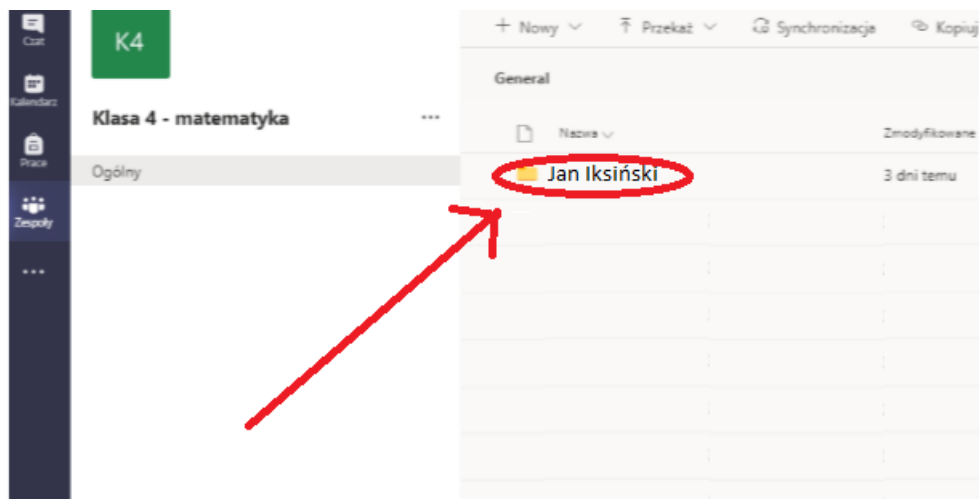 Czat
Kalendarz
Prace
Zespoły
...
K4
Klasa 4 - matematyka ...
Ogólny
+ Nowy Przekaż Synchronizacja Kopiuj
General
Nazwa Zmodyfikowane
Jan Iksiński 3 dni temu